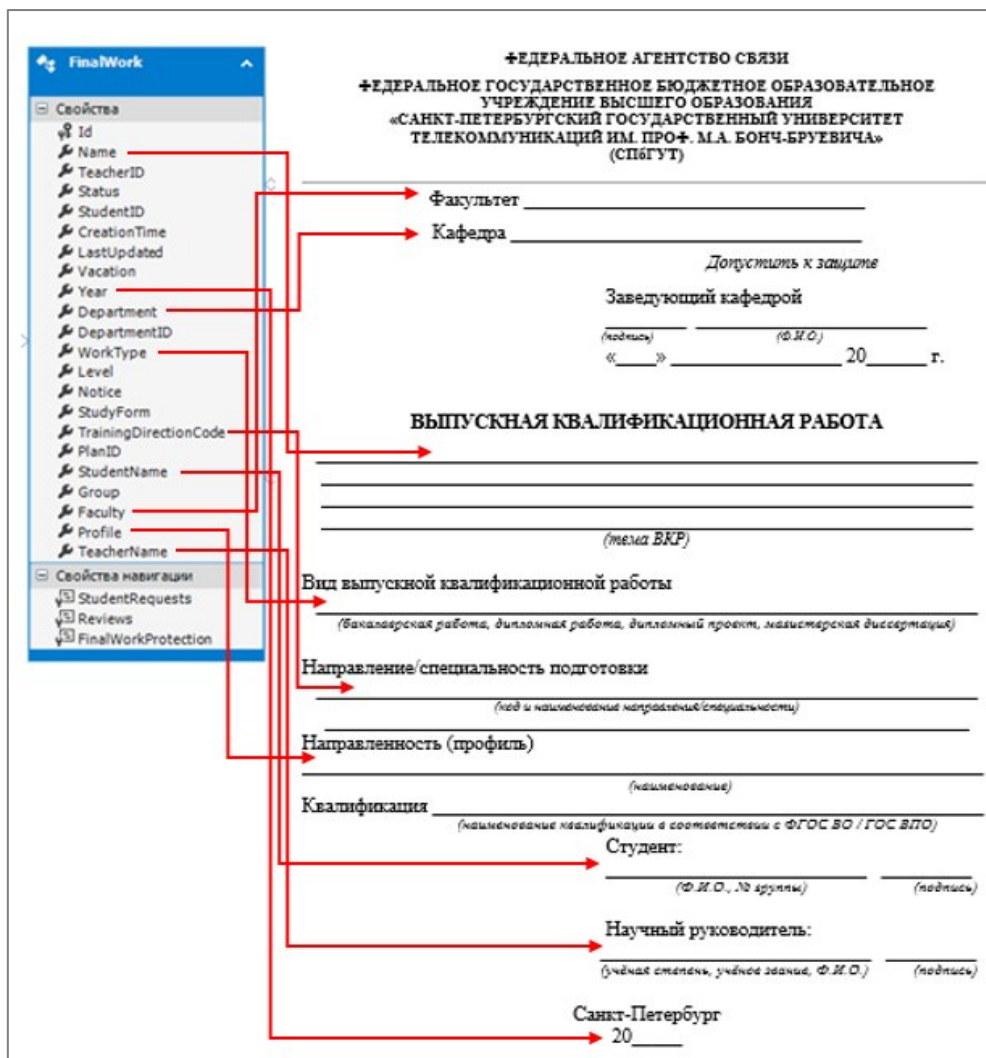 FinalWork
Свойства
Id
Name
TeacherID
Status
StudentID
CreationTime
LastUpdated
Vacation
Year
Department
DepartmentID
WorkType
Level
Notice
StudyForm
TrainingDirectionCode
PlanID
StudentName
Group
Faculty
Profile
TeacherName
Свойства навигации
StudentRequests
Reviews
FinalWorkProtection
ФЕДЕРАЛЬНОЕ АГЕНТСТВО СВЯЗИ
ФЕДЕРАЛЬНОЕ ГОСУДАРСТВЕННОЕ БЮДЖЕТНОЕ ОБРАЗОВАТЕЛЬНОЕ
УЧРЕЖДЕНИЕ ВЫСШЕГО ОБРАЗОВАНИЯ
«САНКТ-ПЕТЕРБУРГСКИЙ ГОСУДАРСТВЕННЫЙ УНИВЕРСИТЕТ
ТЕЛЕКОММУНИКАЦИЙ ИМ. ПРОФ. М.А. БОНЧ-БРУЕВИЧА»
(СПбГУТ)
Факультет
Кафедра
Допустить к защите
Заведующий кафедрой
(подпись) (Ф.И.О.)
«____» ____________ 20____ г.
ВЫПУСКНАЯ КВАЛИФИКАЦИОННАЯ РАБОТА
(тема ВКР)
Вид выпускной квалификационной работы
(бакалаврская работа, дипломная работа, дипломный проект, магистерская диссертация)
Направление/специальность подготовки
(код и наименование направления/специальности)
Направленность (профиль)
(наименование)
Квалификация
(наименование квалификации в соответствии с ФГОС ВО / ГОС ВПО)
Студент:
(Ф.И.О., № группы) (подпись)
Научный руководитель:
(учёная степень, учёное звание, Ф.И.О.) (подпись)
Санкт-Петербург
20____